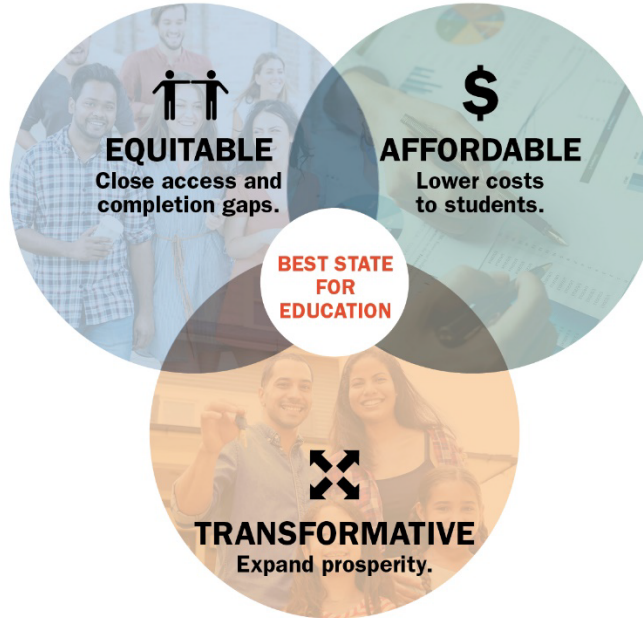 EQUITABLE
Close access and
completion gaps.
$
AFFORDABLE
Lower costs
to students.
BEST STATE
FOR
EDUCATION
TRANSFORMATIVE
Expand prosperity.